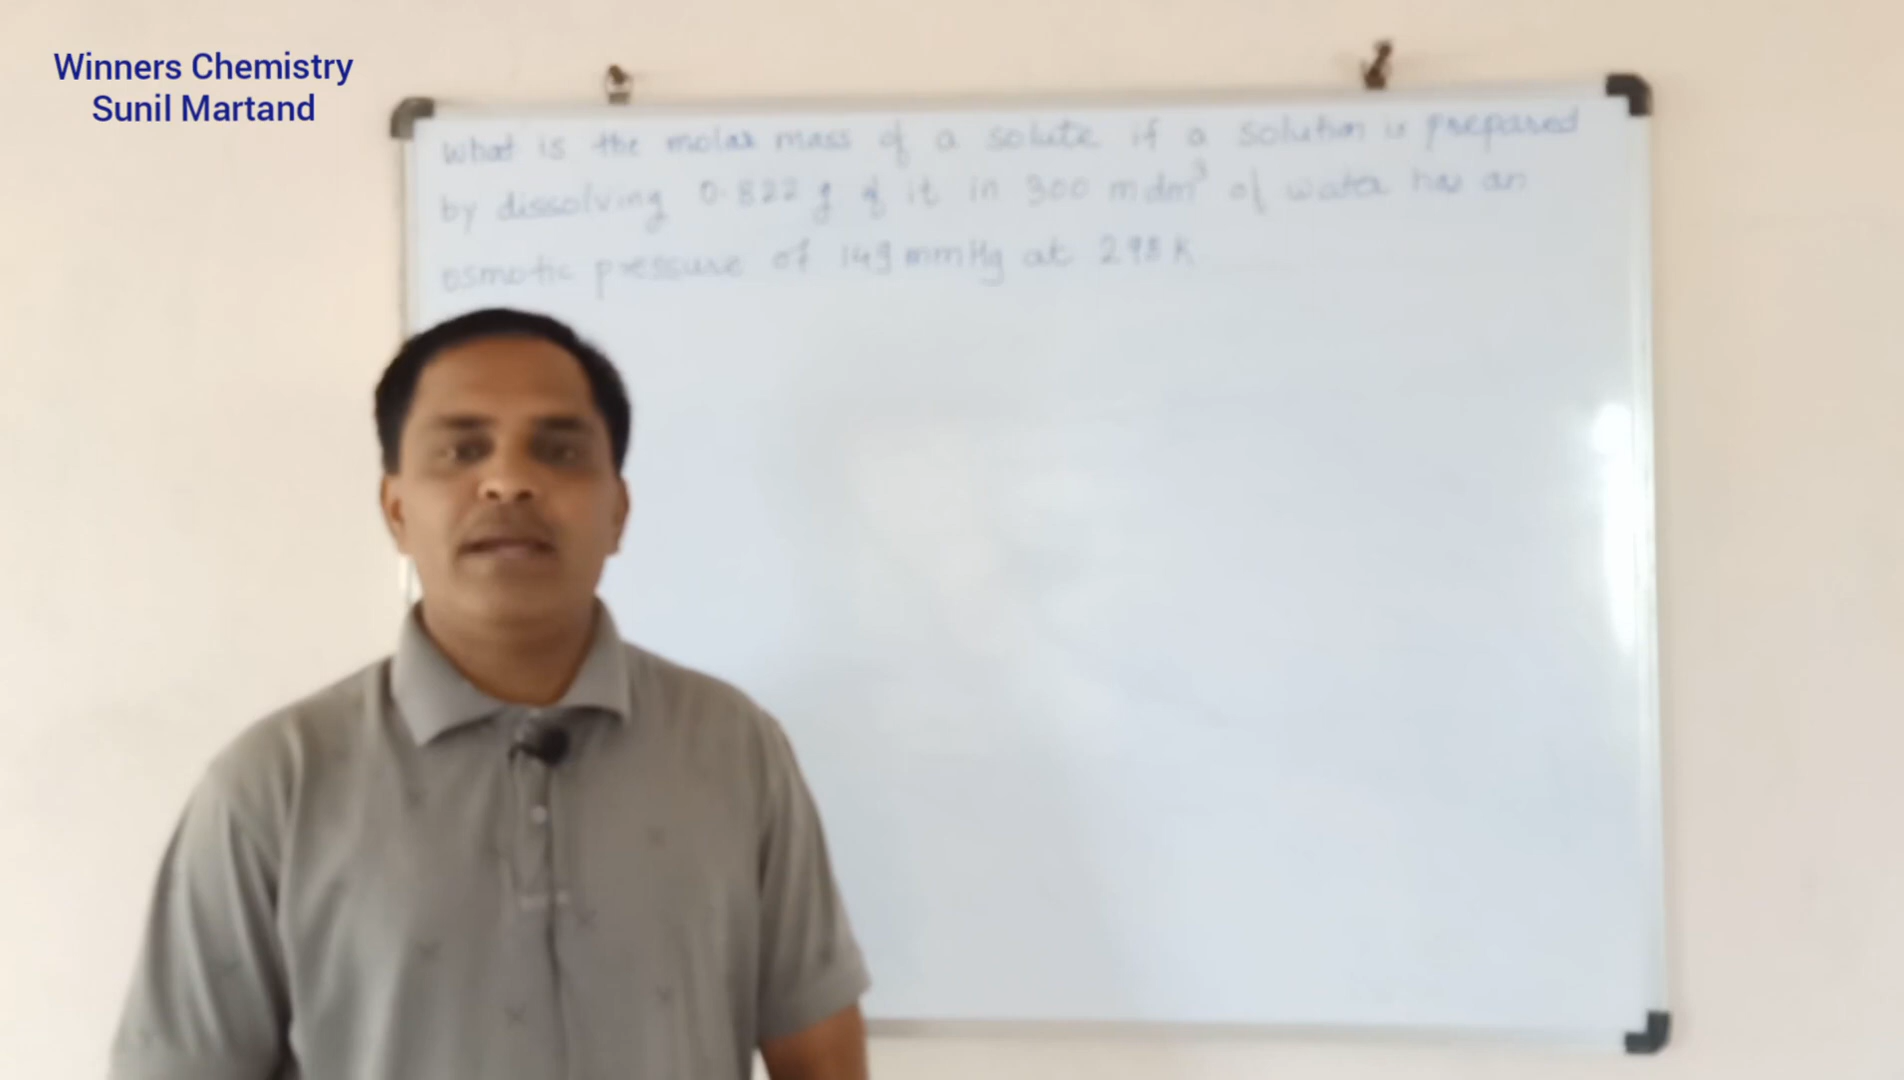 Winners Chemistry
Sunil Martand
What is the molar mass of a solute if a solution is prepared
by dissolving 0.822 g of it in 300 mdm³ of water has an
osmotic pressure of 149 mmHg at 298 K